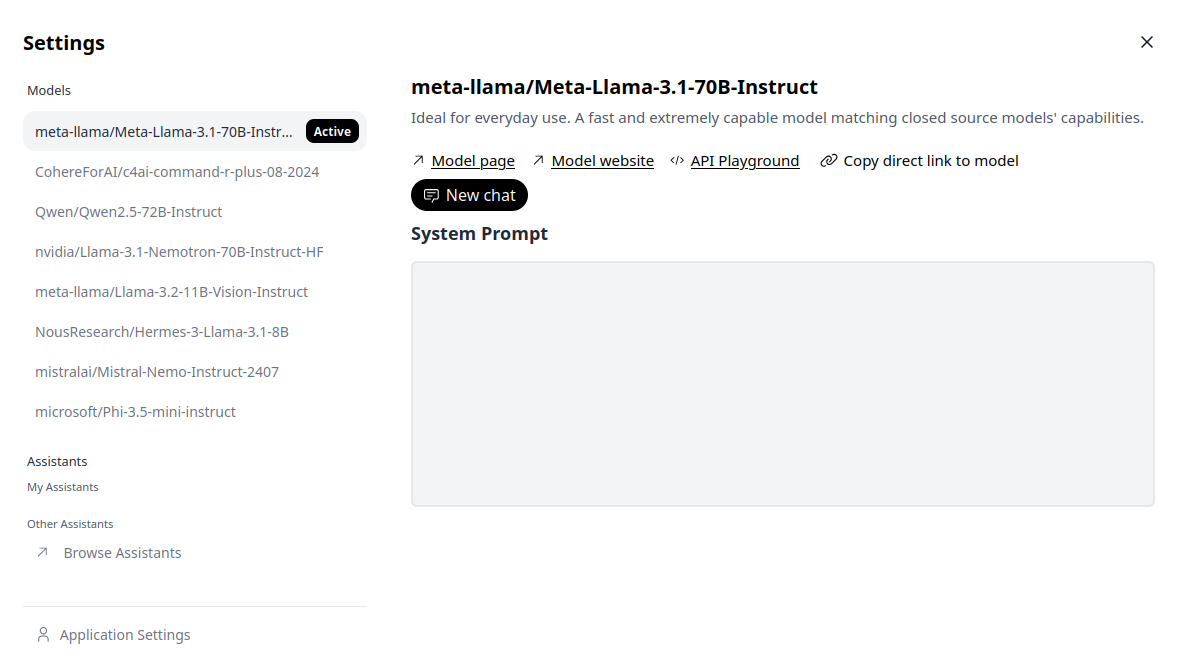 Settings
Models
meta-llama/Meta-Llama-3.1-70B-Instr... Active
CohereForAI/c4ai-command-r-plus-08-2024
Qwen/Qwen2.5-72B-Instruct
nvidia/Llama-3.1-Nemotron-70B-Instruct-HF
meta-llama/Llama-3.2-11B-Vision-Instruct
NousResearch/Hermes-3-Llama-3.1-8B
mistralai/Mistral-Nemo-Instruct-2407
microsoft/Phi-3.5-mini-instruct
Assistants
My Assistants
Other Assistants
Browse Assistants
Application Settings
meta-llama/Meta-Llama-3.1-70B-Instruct
Ideal for everyday use. A fast and extremely capable model matching closed source models' capabilities.
Model page Model website API Playground Copy direct link to model
New chat
System Prompt